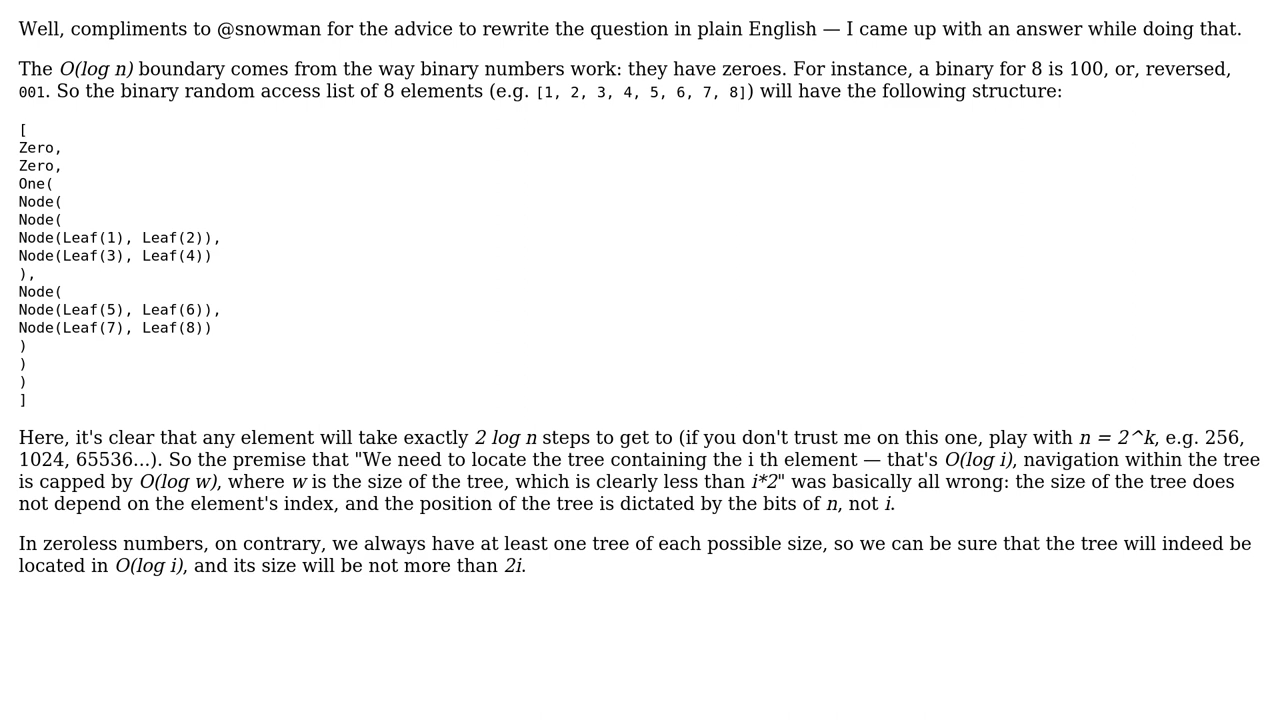 Well, compliments to @snowman for the advice to rewrite the question in plain English — I came up with an answer while doing that.
The O(log n) boundary comes from the way binary numbers work: they have zeroes. For instance, a binary for 8 is 100, or, reversed,
001. So the binary random access list of 8 elements (e.g. [1, 2, 3, 4, 5, 6, 7, 8]) will have the following structure:
[
Zero,
Zero,
One(
Node(
Node(
Node(Leaf(1), Leaf(2)),
Node(Leaf(3), Leaf(4))
),
Node(
Node(Leaf(5), Leaf(6)),
Node(Leaf(7), Leaf(8))
)
)
)
]
Here, it's clear that any element will take exactly 2 log n steps to get to (if you don't trust me on this one, play with n = 2^k, e.g. 256,
1024, 65536...). So the premise that "We need to locate the tree containing the i th element — that's O(log i), navigation within the tree
is capped by O(log w), where w is the size of the tree, which is clearly less than i*2" was basically all wrong: the size of the tree does
not depend on the element's index, and the position of the tree is dictated by the bits of n, not i.
In zeroless numbers, on contrary, we always have at least one tree of each possible size, so we can be sure that the tree will indeed be
located in O(log i), and its size will be not more than 2i.